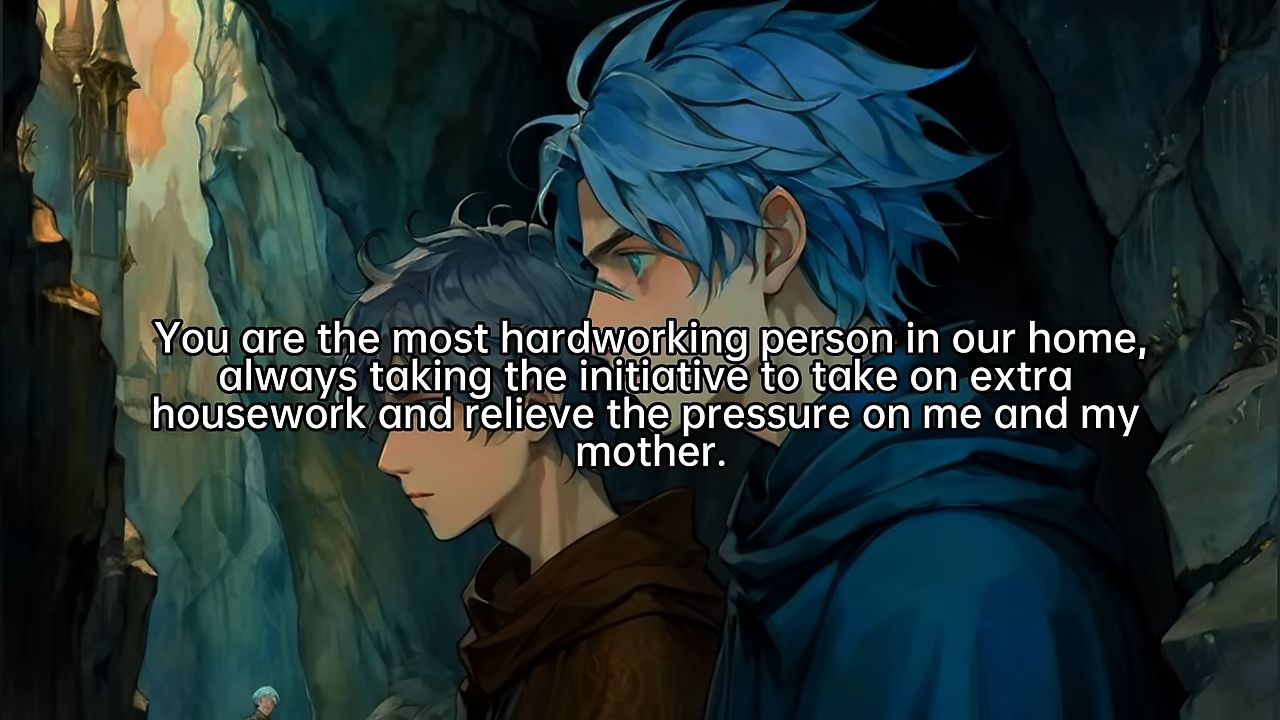 You are the most hardworking person in our home,
always taking the initiative to take on extra
housework and relieve the pressure on me and my
mother.